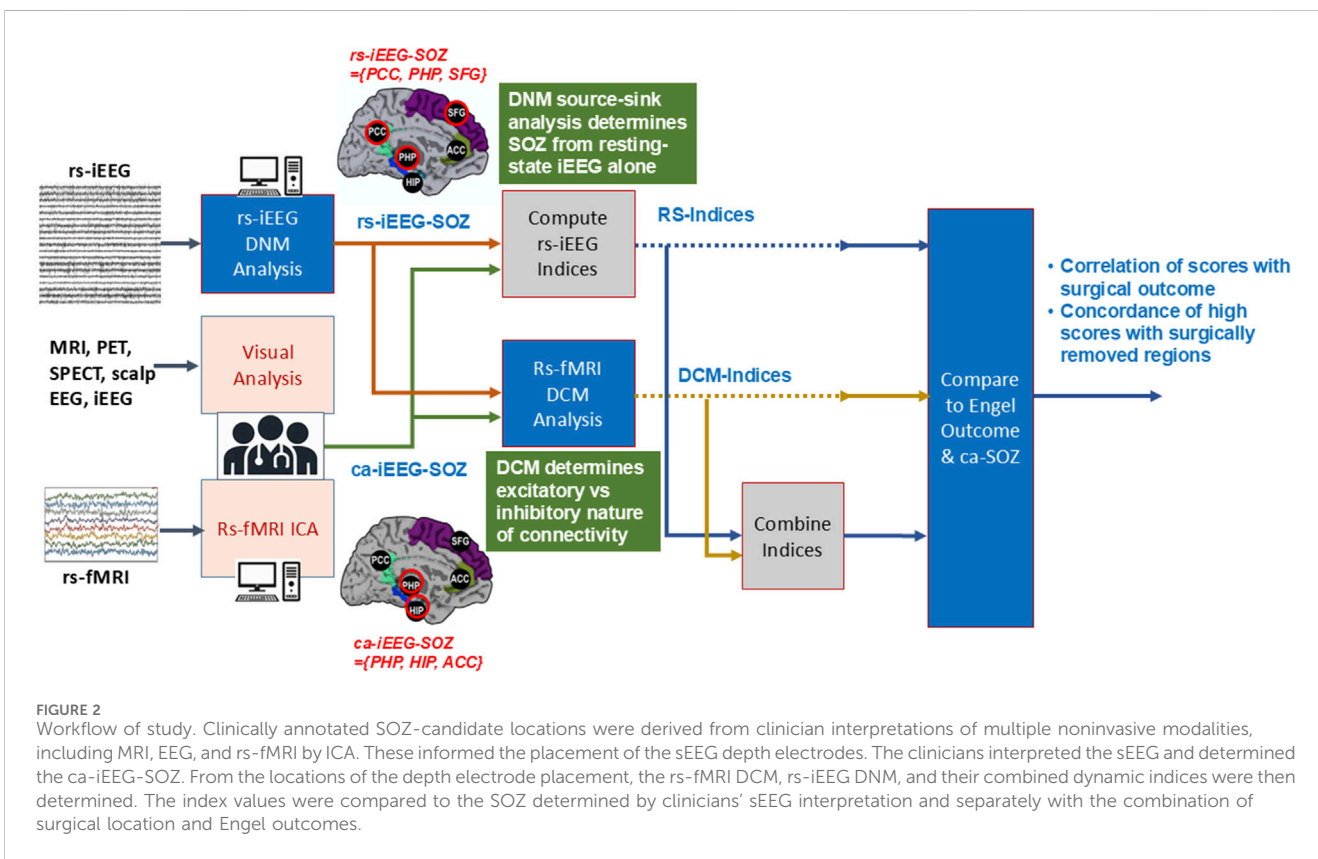 rs-iEEG-SOZ
={PCC, PHP, SFG}
SFG
PCC
ACC
PHP
HIP
DNM source-sink
analysis determines
SOZ from resting-
state iEEG alone
rs-iEEG
rs-iEEG
DNM
Analysis
rs-iEEG-SOZ
Compute
rs-iEEG
Indices
RS-Indices
MRI, PET,
SPECT, scalp
EEG, iEEG
Visual
Analysis
Rs-fMRI
DCM
Analysis
DCM-Indices
Compare
to Engel
Outcome
& ca-SOZ
• Correlation of scores with
surgical outcome
• Concordance of high
scores with surgically
removed regions
ca-iEEG-SOZ
DCM determines
excitatory vs
inhibitory nature
of connectivity
Combine
Indices
rs-fMRI
Rs-fMRI ICA
SFG
PCC
ACC
PHP
HIP
ca-iEEG-SOZ
={PHP, HIP, ACC}
FIGURE 2
Workflow of study. Clinically annotated SOZ-candidate locations were derived from clinician interpretations of multiple noninvasive modalities,
including MRI, EEG, and rs-fMRI by ICA. These informed the placement of the sEEG depth electrodes. The clinicians interpreted the sEEG and determined
the ca-iEEG-SOZ. From the locations of the depth electrode placement, the rs-fMRI DCM, rs-iEEG DNM, and their combined dynamic indices were then
determined. The index values were compared to the SOZ determined by clinicians’ sEEG interpretation and separately with the combination of
surgical location and Engel outcomes.